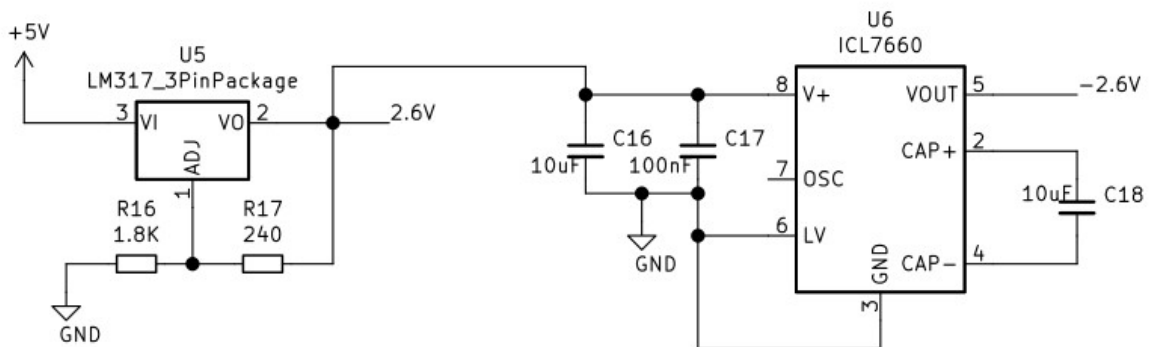 +5V
U5
LM317_3PinPackage
3 VI VO 2
2.6V
ADJ
1
R16
1.8K
R17
240
GND
C16
10uF
C17
100nF
GND
U6
ICL7660
8 V+ VOUT 5
-2.6V
CAP+ 2
7 OSC
10uF C18
6 LV
GND
3
CAP- 4